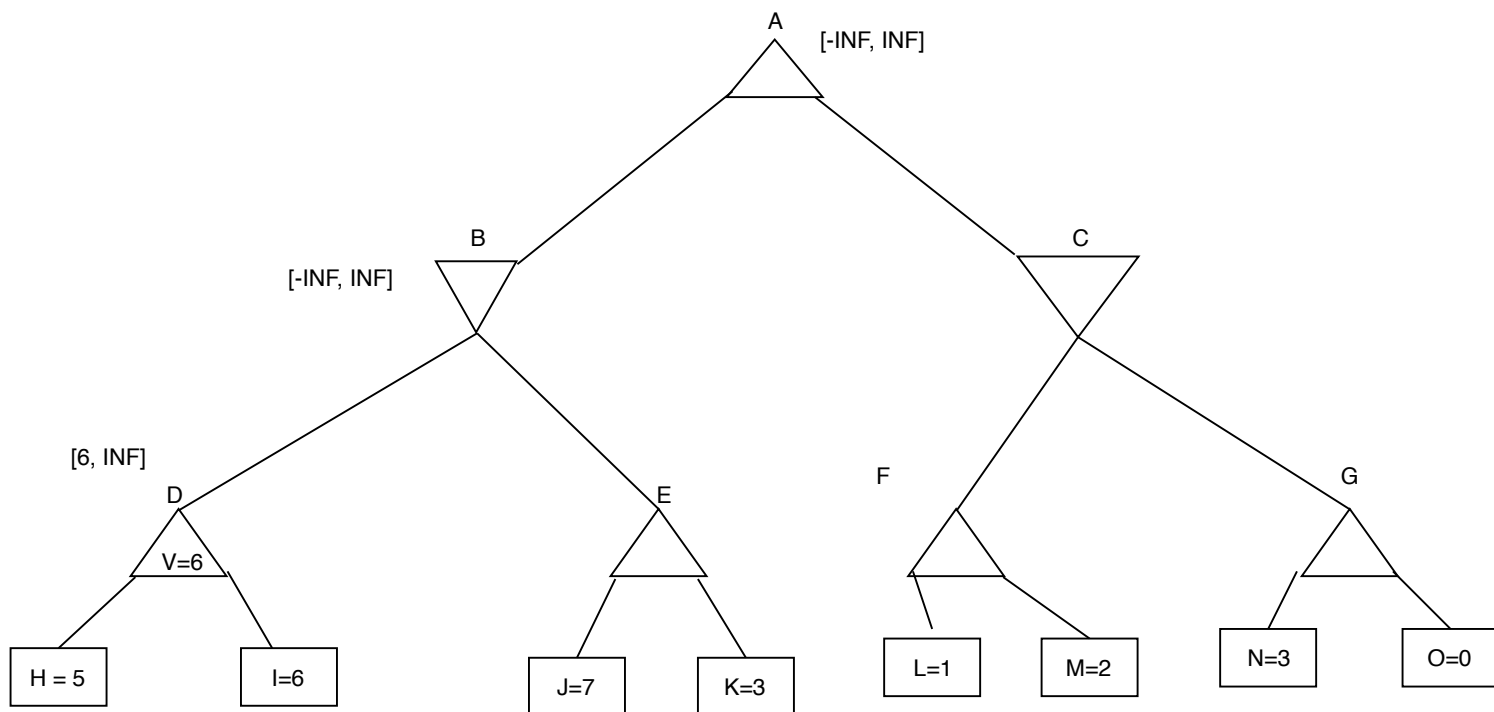 A
[-INF, INF]
B
C
[-INF, INF]
[6, INF]
D
E
F
G
V=6
H = 5
I=6
J=7
K=3
L=1
M=2
N=3
O=0